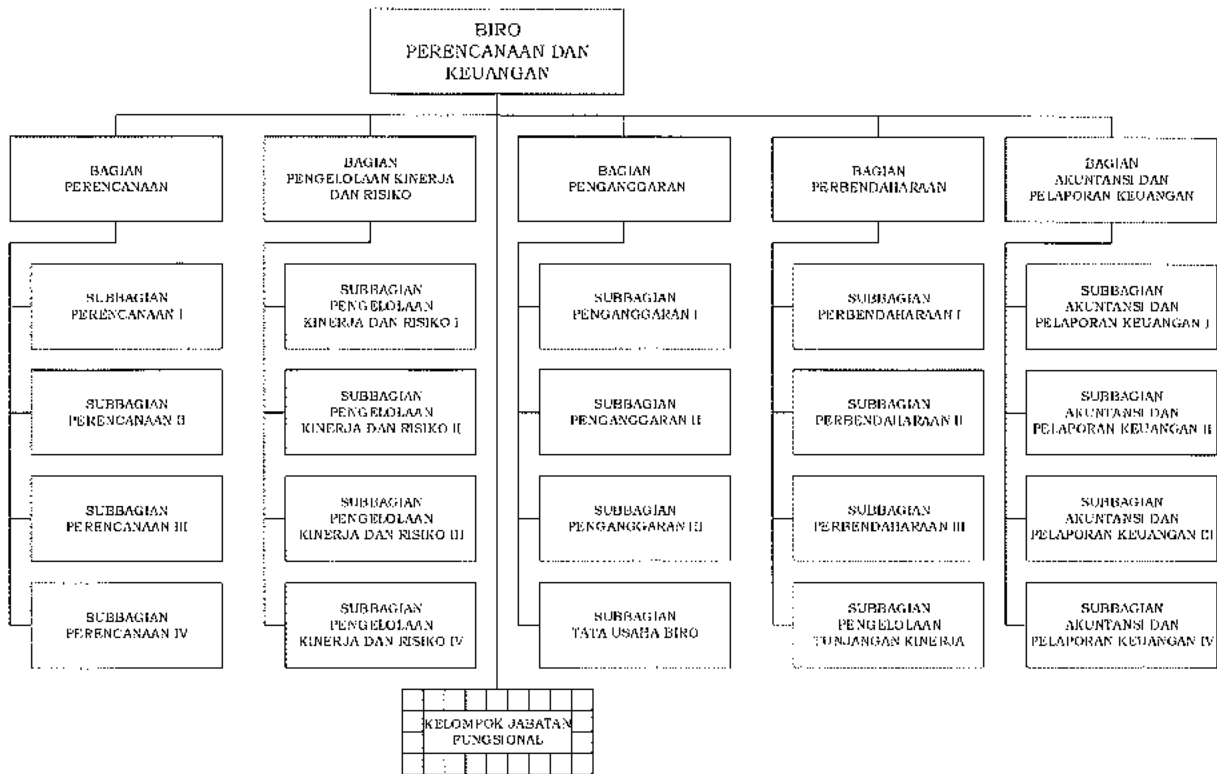 BIRO
PERENCANAAN DAN
KEUANGAN
BAGIAN
PERENCANAAN
BAGIAN
PENGELOLAAN KINERJA
DAN RISIKO
BAGIAN
PENGANGGARAN
BAGIAN
PERBENDAHARAAN
BAGIAN
AKUNTANSI DAN
PELAPORAN KEUANGAN
SUBBAGIAN
PERENCANAAN I
SUBBAGIAN
PENGELOLAAN
KINERJA DAN RISIKO I
SUBBAGIAN
PENGANGGARAN I
SUBBAGIAN
PERBENDAHARAAN I
SUBBAGIAN
AKUNTANSI DAN
PELAPORAN KEUANGAN I
SUBBAGIAN
PERENCANAAN II
SUBBAGIAN
PENGELOLAAN
KINERJA DAN RISIKO II
SUBBAGIAN
PENGANGGARAN II
SUBBAGIAN
PERBENDAHARAAN II
SUBBAGIAN
AKUNTANSI DAN
PELAPORAN KEUANGAN II
SUBBAGIAN
PERENCANAAN III
SUBBAGIAN
PENGELOLAAN
KINERJA DAN RISIKO III
SUBBAGIAN
PENGANGGARAN III
SUBBAGIAN
PERBENDAHARAAN III
SUBBAGIAN
AKUNTANSI DAN
PELAPORAN KEUANGAN III
SUBBAGIAN
PERENCANAAN IV
SUBBAGIAN
PENGELOLAAN
KINERJA DAN RISIKO IV
SUBBAGIAN
TATA USAHA BIRO
SUBBAGIAN
PENGELOLAAN
TUNJANGAN KINERJA
SUBBAGIAN
AKUNTANSI DAN
PELAPORAN KEUANGAN IV
KELOMPOK JABATAN
FUNGSIONAL